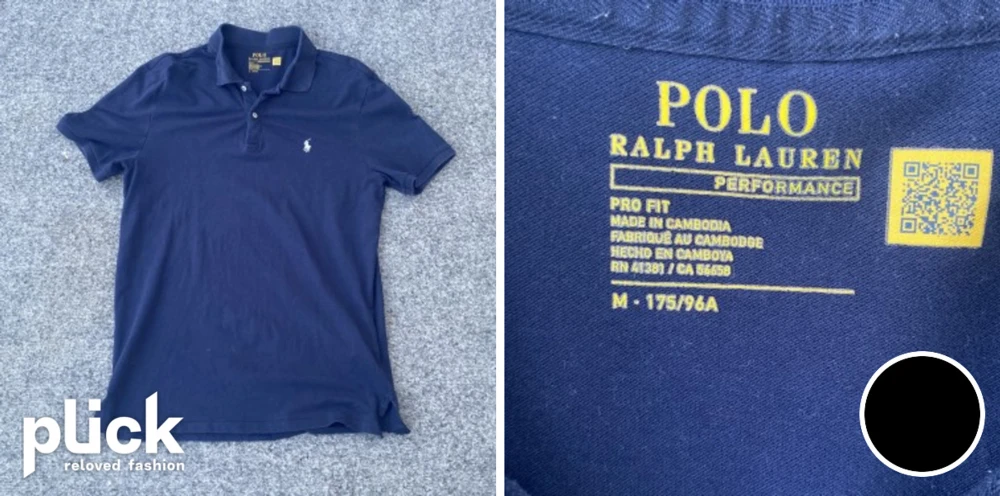 POLO
plick
reloved fashion
POLO
RALPH LAUREN
PERFORMANCE
PRO FIT
MADE IN CAMBODIA
FABRIQUÉ AU CAMBODGE
HECHO EN CAMBOYA
RN 41381 / CA 56658
M - 175/96A